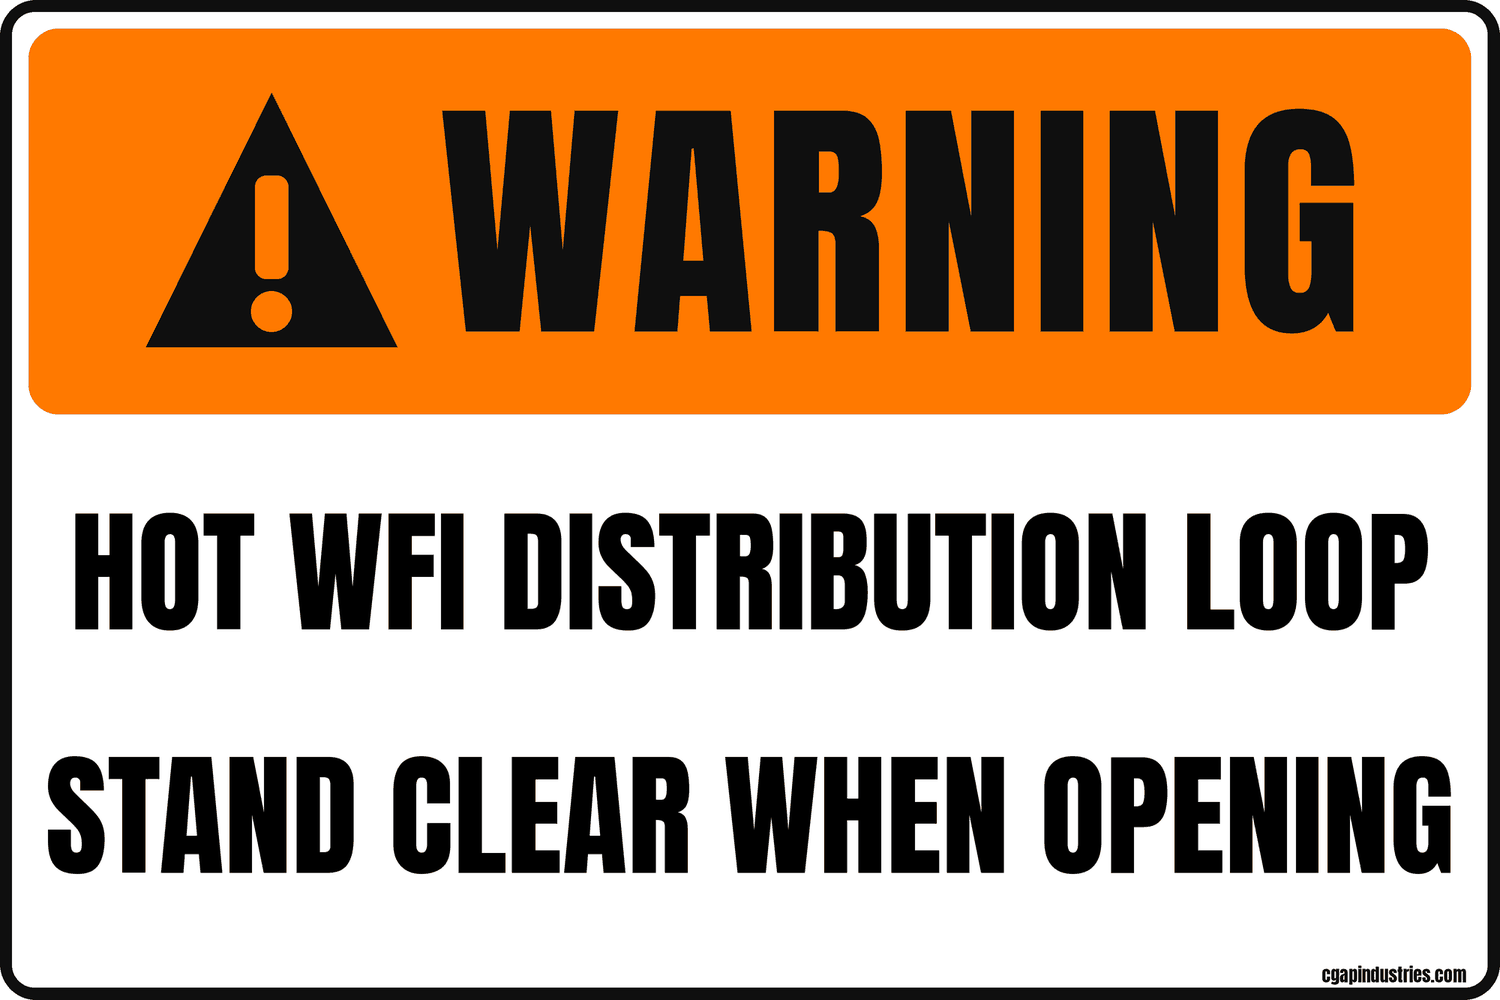 WARNING
HOT WFI DISTRIBUTION LOOP
STAND CLEAR WHEN OPENING
cgapindustries.com